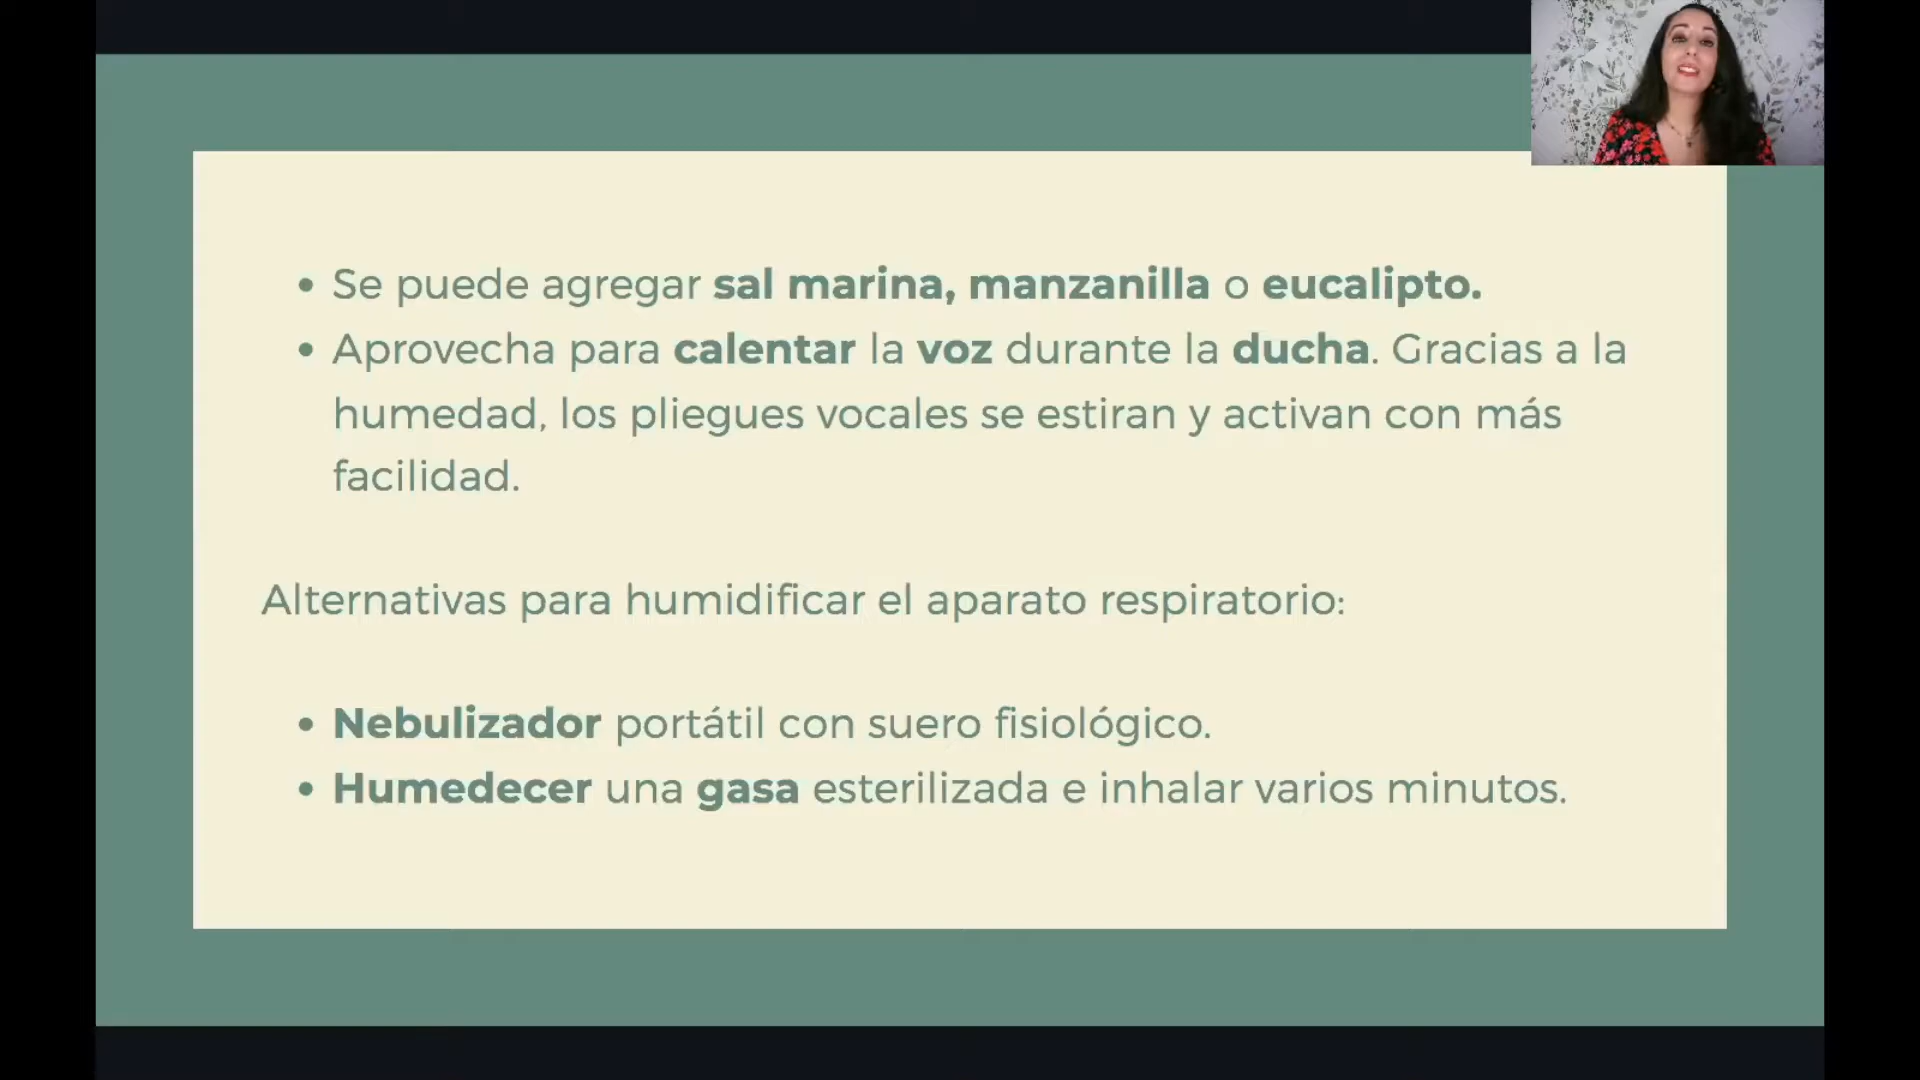 Se puede agregar sal marina, manzanilla o eucalipto.
Aprovecha para calentar la voz durante la ducha. Gracias a la
humedad, los pliegues vocales se estiran y activan con más
facilidad.
Alternativas para humidificar el aparato respiratorio:
Nebulizador portátil con suero fisiológico.
Humedecer una gasa esterilizada e inhalar varios minutos.